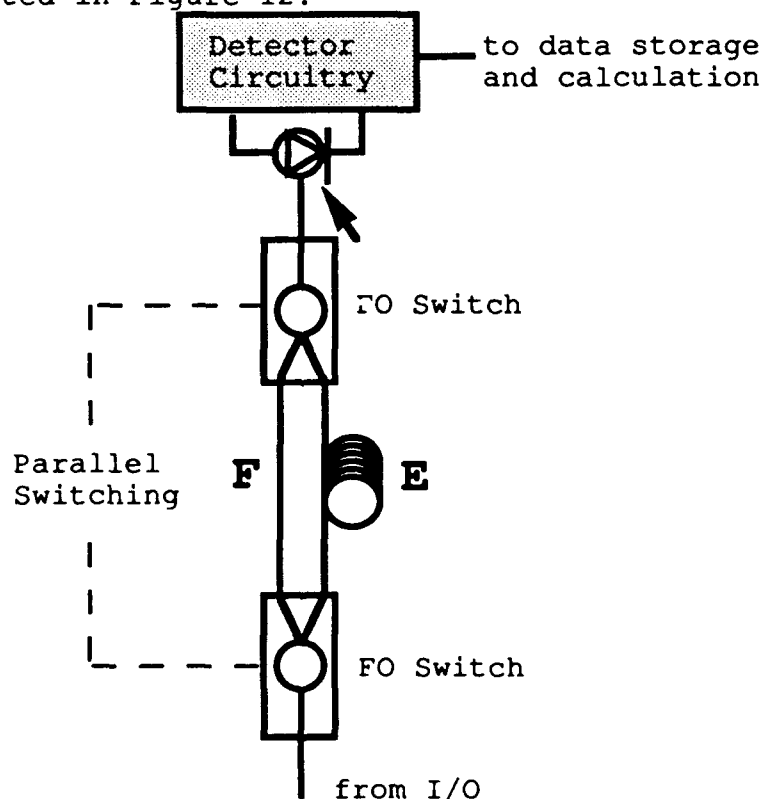 ted in Figure 12.
Detector
Circuitry
to data storage
and calculation
FO Switch
Parallel
Switching
F
E
FO Switch
from I/O